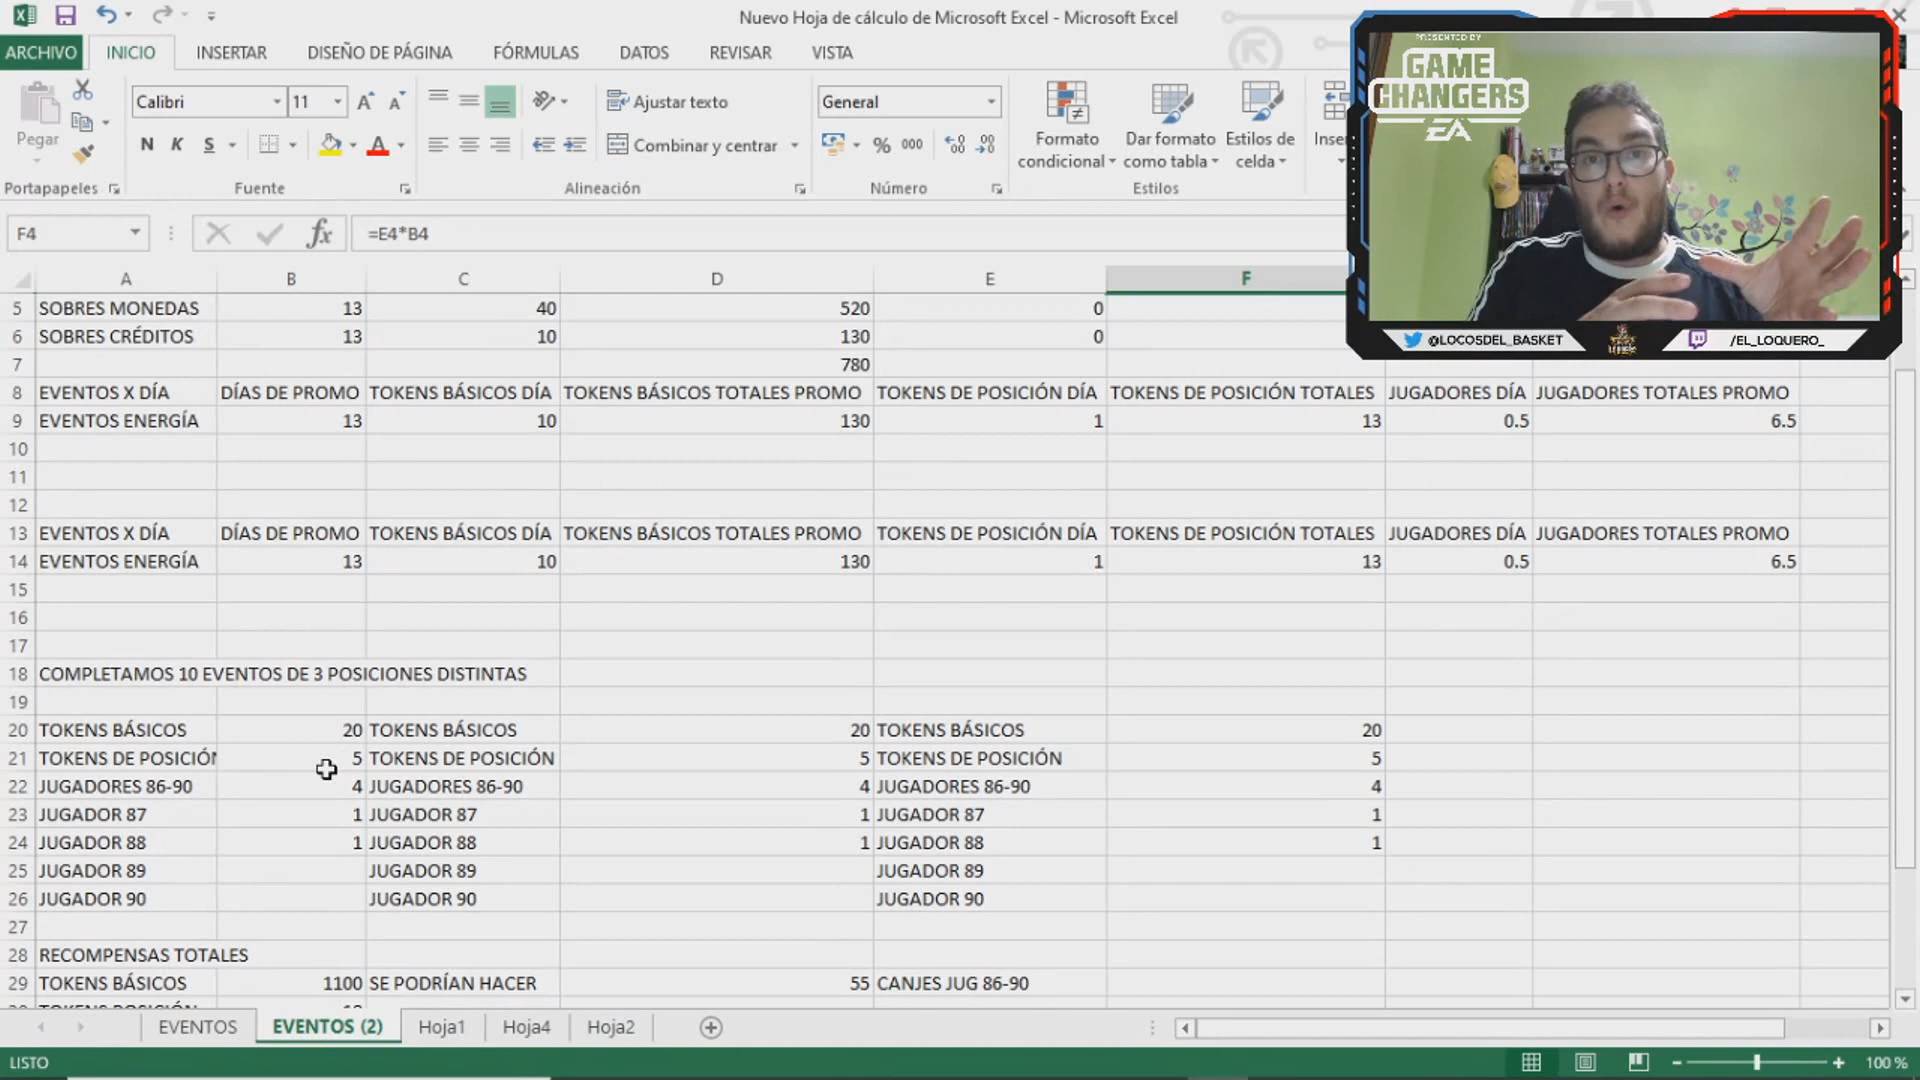 Nuevo Hoja de cálculo de Microsoft Excel - Microsoft Excel
ARCHIVO INICIO INSERTAR DISEÑO DE PÁGINA FÓRMULAS DATOS REVISAR VISTA
PRESENTED BY
GAME
CHANGERS
EA
Calibri 11 Ajustar texto General
Pegar N K S A Combinar y centrar % 000 Formato condicional Dar formato como tabla Estilos de celda
Portapapeles Fuente Alineación Número Estilos
F4 fx =E4*B4
@LOCOSDEL_BASKET /EL_LOQUERO_
A B C D E F
5 SOBRES MONEDAS 13 40 520 0
6 SOBRES CRÉDITOS 13 10 130 0
7 780
8 EVENTOS X DÍA DÍAS DE PROMO TOKENS BÁSICOS DÍA TOKENS BÁSICOS TOTALES PROMO TOKENS DE POSICIÓN DÍA TOKENS DE POSICIÓN TOTALES JUGADORES DÍA JUGADORES TOTALES PROMO
9 EVENTOS ENERGÍA 13 10 130 1 13 0.5 6.5
10
11
12
13 EVENTOS X DÍA DÍAS DE PROMO TOKENS BÁSICOS DÍA TOKENS BÁSICOS TOTALES PROMO TOKENS DE POSICIÓN DÍA TOKENS DE POSICIÓN TOTALES JUGADORES DÍA JUGADORES TOTALES PROMO
14 EVENTOS ENERGÍA 13 10 130 1 13 0.5 6.5
15
16
17
18 COMPLETAMOS 10 EVENTOS DE 3 POSICIONES DISTINTAS
19
20 TOKENS BÁSICOS 20 TOKENS BÁSICOS 20 TOKENS BÁSICOS 20
21 TOKENS DE POSICIÓN 5 TOKENS DE POSICIÓN 5 TOKENS DE POSICIÓN 5
22 JUGADORES 86-90 4 JUGADORES 86-90 4 JUGADORES 86-90 4
23 JUGADOR 87 1 JUGADOR 87 1 JUGADOR 87 1
24 JUGADOR 88 1 JUGADOR 88 1 JUGADOR 88 1
25 JUGADOR 89 JUGADOR 89 JUGADOR 89
26 JUGADOR 90 JUGADOR 90 JUGADOR 90
27
28 RECOMPENSAS TOTALES
29 TOKENS BÁSICOS 1100 SE PODRÍAN HACER 55 CANJES JUG 86-90
EVENTOS EVENTOS (2) Hoja1 Hoja4 Hoja2
LISTO 100 %